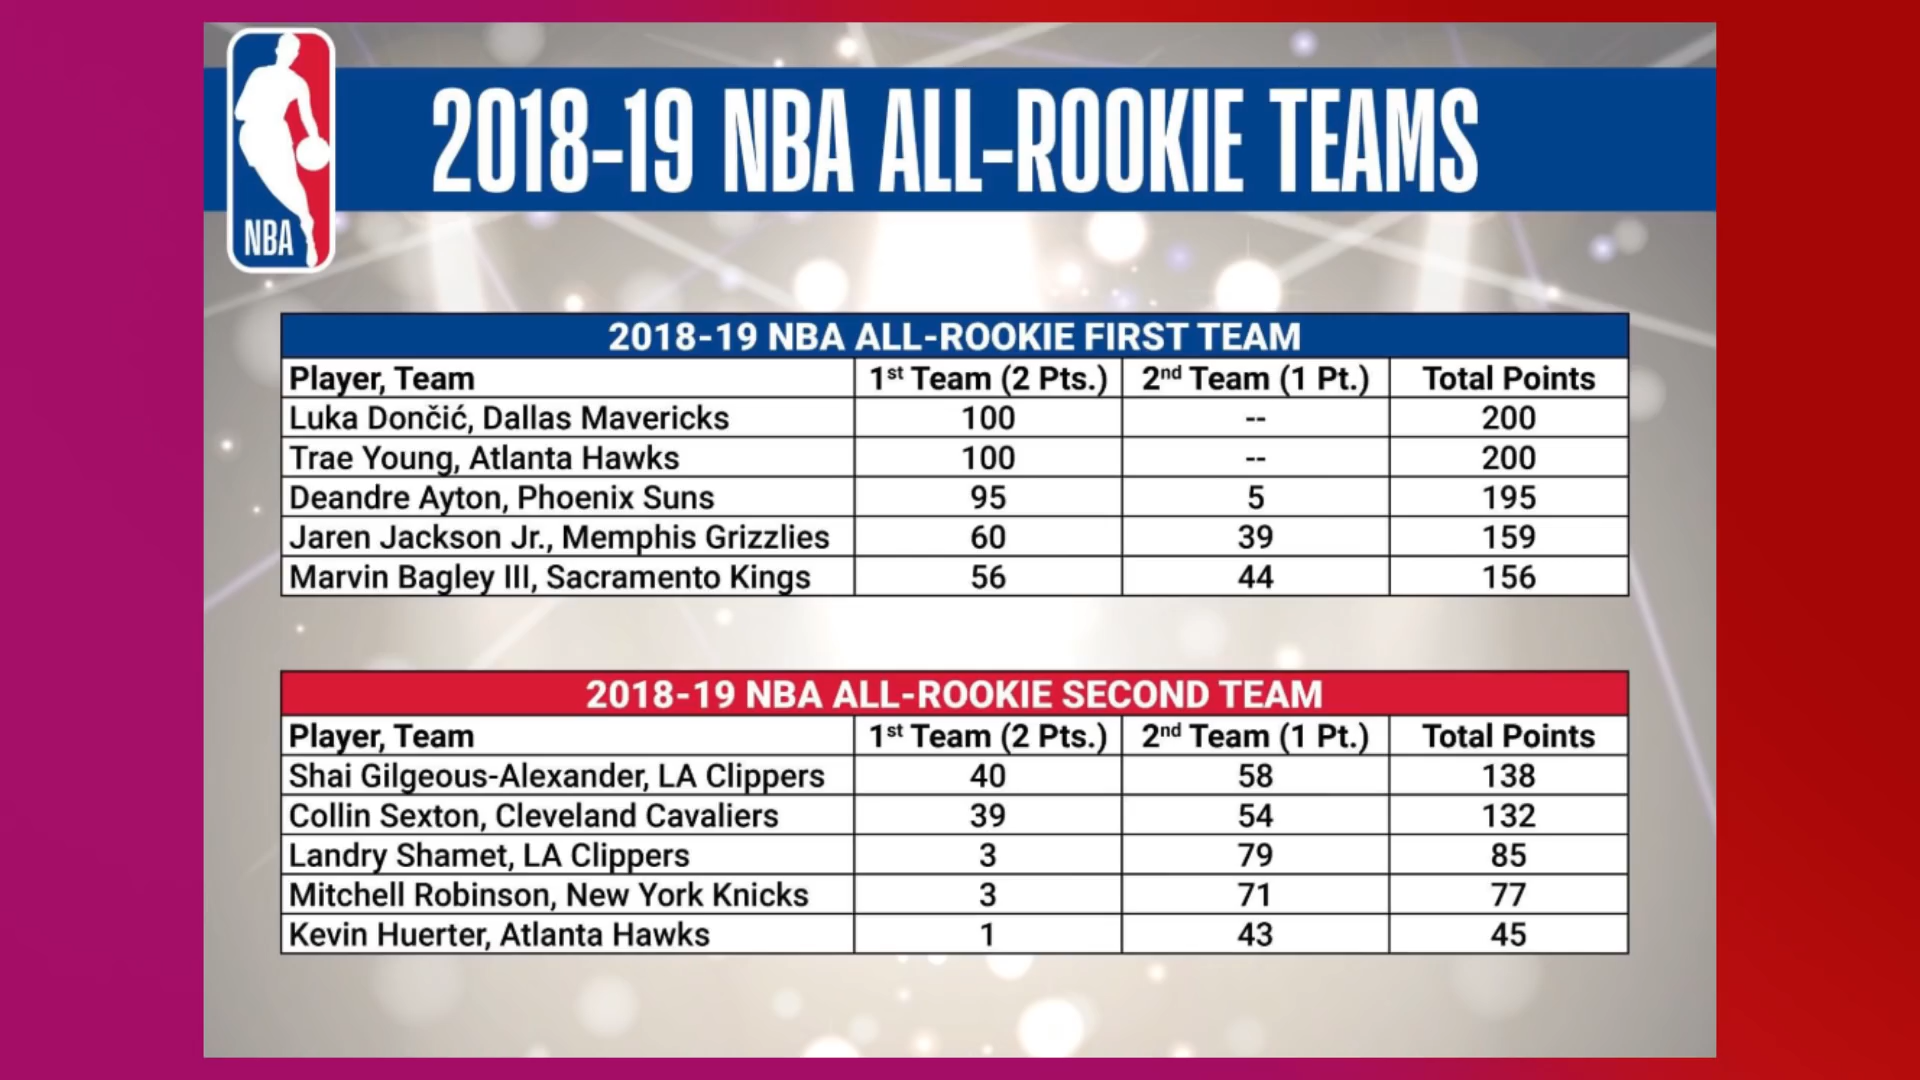 NBA
2018-19 NBA ALL-ROOKIE TEAMS
2018-19 NBA ALL-ROOKIE FIRST TEAM
Player, Team 1st Team (2 Pts.) 2nd Team (1 Pt.) Total Points
Luka Dončić, Dallas Mavericks 100 -- 200
Trae Young, Atlanta Hawks 100 -- 200
Deandre Ayton, Phoenix Suns 95 5 195
Jaren Jackson Jr., Memphis Grizzlies 60 39 159
Marvin Bagley III, Sacramento Kings 56 44 156
2018-19 NBA ALL-ROOKIE SECOND TEAM
Player, Team 1st Team (2 Pts.) 2nd Team (1 Pt.) Total Points
Shai Gilgeous-Alexander, LA Clippers 40 58 138
Collin Sexton, Cleveland Cavaliers 39 54 132
Landry Shamet, LA Clippers 3 79 85
Mitchell Robinson, New York Knicks 3 71 77
Kevin Huerter, Atlanta Hawks 1 43 45